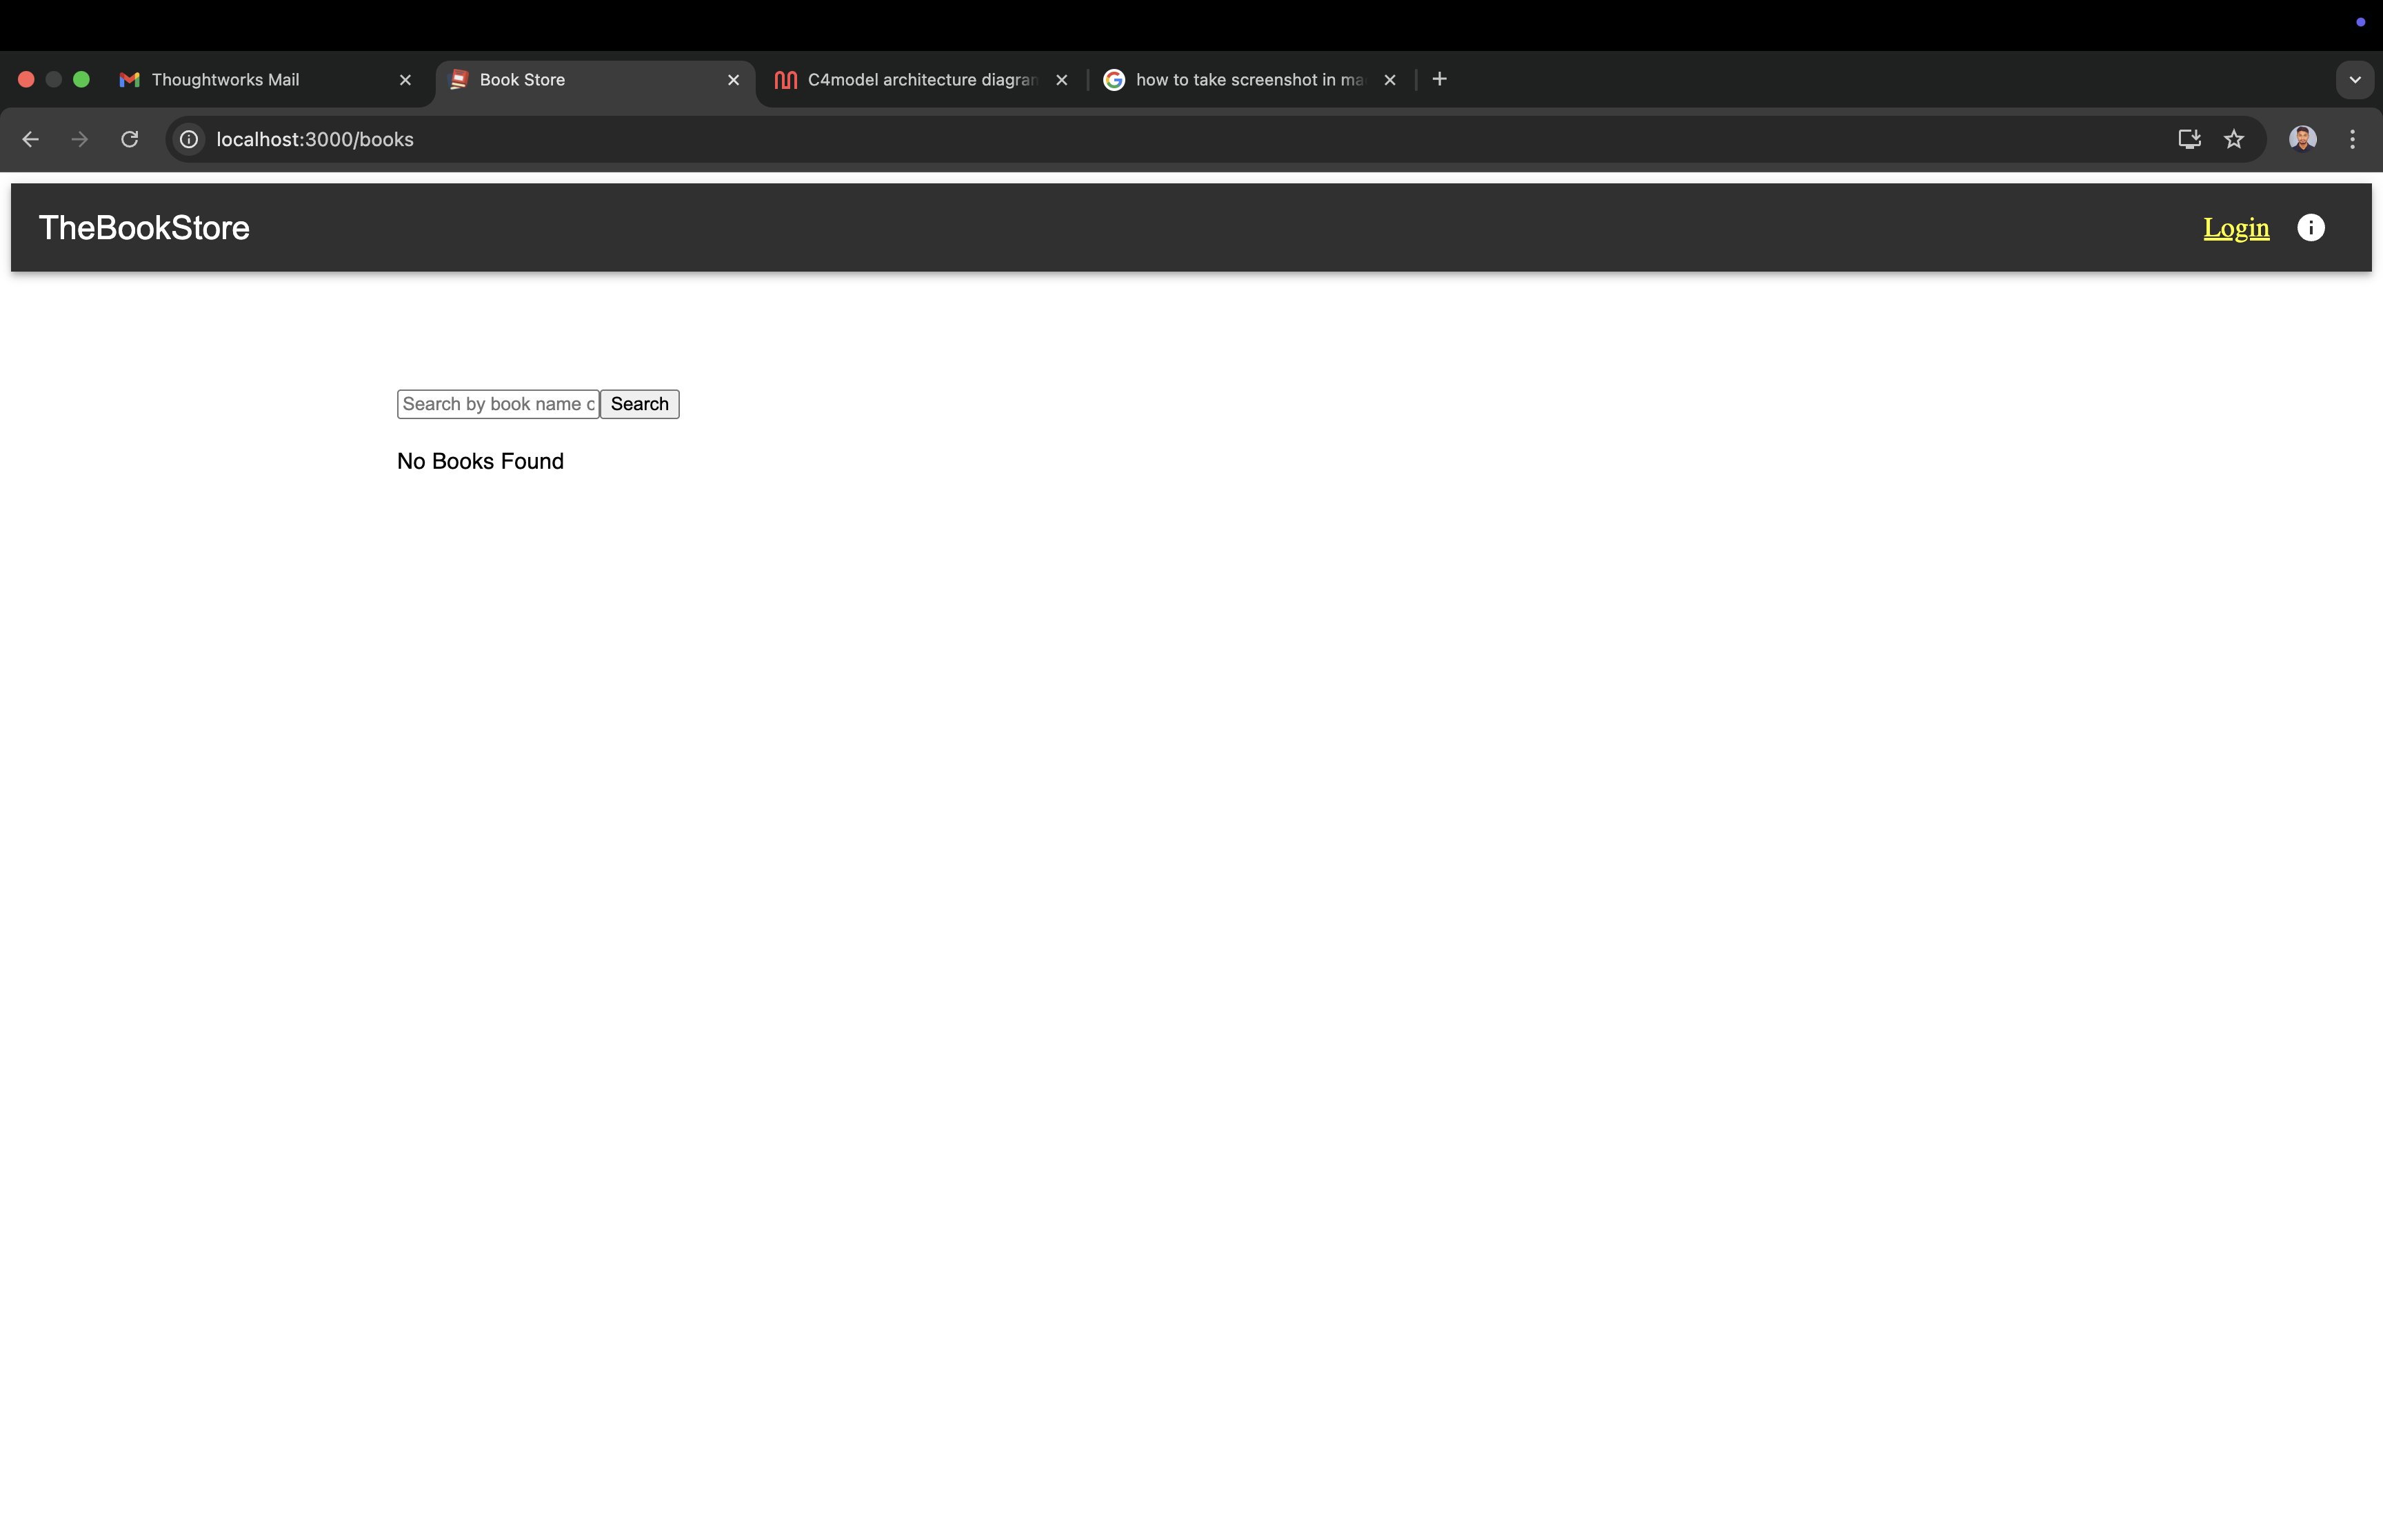 Thoughtworks Mail
Book Store
C4model architecture diagram
how to take screenshot in ma
localhost:3000/books
TheBookStore
Login
Search by book name
Search
No Books Found